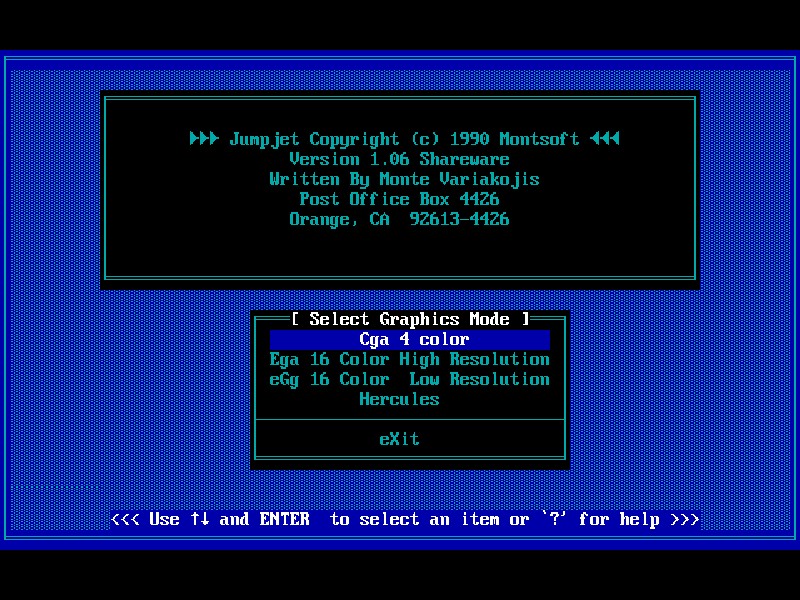 ►►► Jumpjet Copyright (c) 1990 Montsoft ◄◄◄
Version 1.06 Shareware
Written By Monte Variakojis
Post Office Box 4426
Orange, CA  92613-4426
[ Select Graphics Mode ]
Cga 4 color
Ega 16 Color High Resolution
eGg 16 Color  Low Resolution
Hercules
eXit
<<< Use ↑↓ and ENTER  to select an item or `?' for help >>>